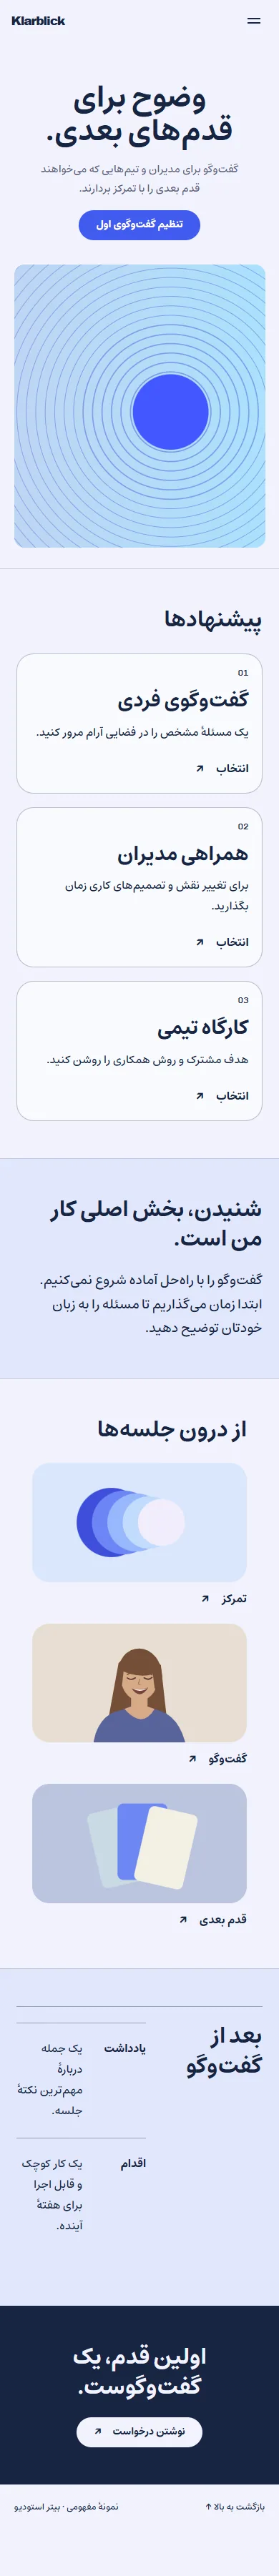 Klarblick
وضوح برای
قدم‌های بعدی.
گفت‌وگو برای مدیران و تیم‌هایی که می‌خواهند
قدم بعدی را با تمرکز بردارند.
تنظیم گفت‌وگوی اول
پیشنهادها
01
گفت‌وگوی فردی
یک مسئلهٔ مشخص را در فضایی آرام مرور کنید.
انتخاب ↗
02
همراهی مدیران
برای تغییر نقش و تصمیم‌های کاری زمان
بگذارید.
انتخاب ↗
03
کارگاه تیمی
هدف مشترک و روش همکاری را روشن کنید.
انتخاب ↗
شنیدن، بخش اصلی کار
من است.
گفت‌وگو را با راه‌حل آماده شروع نمی‌کنیم.
ابتدا زمان می‌گذاریم تا مسئله را به زبان
خودتان توضیح دهید.
از درون جلسه‌ها
تمرکز ↗
گفت‌وگو ↗
قدم بعدی ↗
بعد از
گفت‌وگو
یادداشت
یک جمله
دربارهٔ
مهم‌ترین نکتهٔ
جلسه.
اقدام
یک کار کوچک
و قابل اجرا
برای هفتهٔ
آینده.
اولین قدم، یک
گفت‌وگوست.
نوشتن درخواست ↗
بازگشت به بالا ↑
نمونهٔ مفهومی · بیتر استودیو